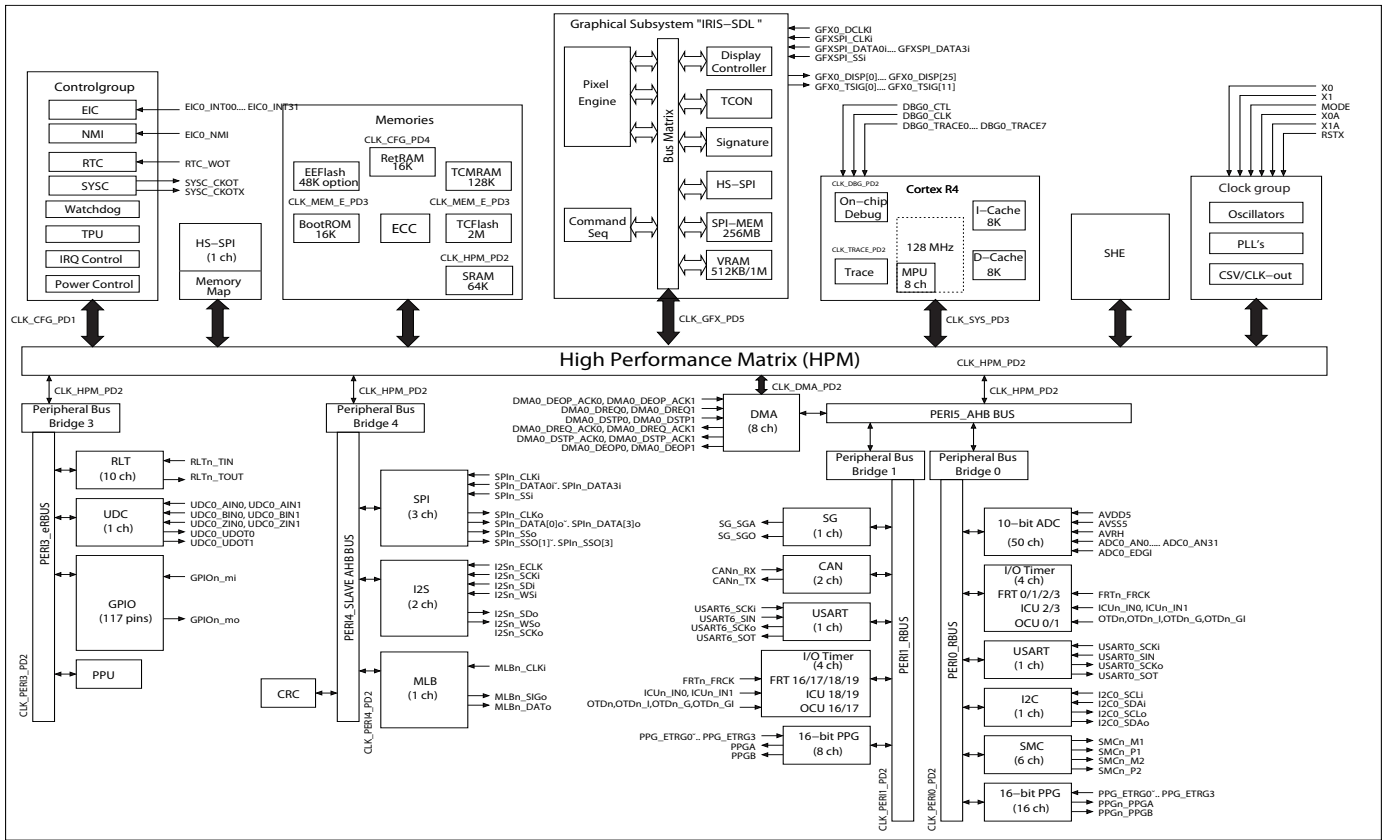 Controlgroup
EIC
NMI
RTC
SYSC
Watchdog
TPU
IRQ Control
Power Control
EIC0_INT00.... EIC0_INT31
EIC0_NMI
RTC_WOT
SYSC_CKOT
SYSC_CKOTX
CLK_CFG_PD1
HS−SPI
(1 ch)
Memory
Map
Memories
CLK_CFG_PD4
RetRAM
16K
EEFlash
48K option
TCMRAM
128K
CLK_MEM_E_PD3
CLK_MEM_E_PD3
BootROM
16K
ECC
TCFlash
2M
CLK_HPM_PD2
SRAM
64K
Graphical Subsystem "IRIS−SDL "
Pixel
Engine
Command
Seq
Bus Matrix
Display
Controller
TCON
Signature
HS−SPI
SPI−MEM
256MB
VRAM
512KB/1M
GFX0_DCLKI
GFXSPI_CLKi
GFXSPI_DATA0i.... GFXSPI_DATA3i
GFXSPI_SSi
GFX0_DISP[0].... GFX0_DISP[25]
GFX0_TSIG[0].... GFX0_TSIG[11]
CLK_GFX_PD5
DBG0_CTL
DBG0_CLK
DBG0_TRACE0.... DBG0_TRACE7
CLK_DBG_PD2
Cortex R4
On−chip
Debug
I−Cache
8K
128 MHz
CLK_TRACE_PD2
Trace
MPU
8 ch
D−Cache
8K
CLK_SYS_PD3
SHE
X0
X1
MODE
X0A
X1A
RSTX
Clock group
Oscillators
PLL's
CSV/CLK−out
High Performance Matrix (HPM)
CLK_HPM_PD2
CLK_HPM_PD2
CLK_HPM_PD2
CLK_DMA_PD2
CLK_HPM_PD2
Peripheral Bus
Bridge 3
PERI3_eRBUS
CLK_PERI3_PD2
RLT
(10 ch)
RLTn_TIN
RLTn_TOUT
UDC
(1 ch)
UDC0_AIN0, UDC0_AIN1
UDC0_BIN0, UDC0_BIN1
UDC0_ZIN0, UDC0_ZIN1
UDC0_UDOT0
UDC0_UDOT1
GPIO
(117 pins)
GPIOn_mi
GPIOn_mo
PPU
Peripheral Bus
Bridge 4
PERI4_SLAVE AHB BUS
CLK_PERI4_PD2
CRC
SPI
(3 ch)
SPIn_CLKi
SPIn_DATA0i¨. SPIn_DATA3i
SPIn_SSi
SPIn_CLKo
SPIn_DATA[0]o¨. SPIn_DATA[3]o
SPIn_SSo
SPIn_SSO[1]¨. SPIn_SSO[3]
I2S
(2 ch)
I2Sn_ECLK
I2Sn_SCKi
I2Sn_SDi
I2Sn_WSi
I2Sn_SDo
I2Sn_WSo
I2Sn_SCKo
MLB
(1 ch)
MLBn_CLKi
MLBn_SIGo
MLBn_DATo
DMA0_DEOP_ACK0, DMA0_DEOP_ACK1
DMA0_DREQ0, DMA0_DREQ1
DMA0_DSTP0, DMA0_DSTP1
DMA0_DREQ_ACK0, DMA0_DREQ_ACK1
DMA0_DSTP_ACK0, DMA0_DSTP_ACK1
DMA0_DEOP0, DMA0_DEOP1
DMA
(8 ch)
PERI5_AHB BUS
Peripheral Bus
Bridge 1
Peripheral Bus
Bridge 0
PERI1_RBUS
CLK_PERI1_PD2
SG
(1 ch)
SG_SGA
SG_SGO
CAN
(2 ch)
CANn_RX
CANn_TX
USART
(1 ch)
USART6_SCKi
USART6_SIN
USART6_SCKo
USART6_SOT
I/O Timer
(4 ch)
FRT 16/17/18/19
ICU 18/19
OCU 16/17
FRTn_FRCK
ICUn_IN0, ICUn_IN1
OTDn,OTDn_I,OTDn_G,OTDn_GI
16−bit PPG
(8 ch)
PPG_ETRG0¨.. PPG_ETRG3
PPGA
PPGB
PERI0_RBUS
CLK_PERI0_PD2
10−bit ADC
(50 ch)
AVDD5
AVSS5
AVRH
ADC0_AN0..... ADC0_AN31
ADC0_EDGI
I/O Timer
(4 ch)
FRT 0/1/2/3
ICU 2/3
OCU 0/1
FRTn_FRCK
ICUn_IN0, ICUn_IN1
OTDn,OTDn_I,OTDn_G,OTDn_GI
USART
(1 ch)
USART0_SCKi
USART0_SIN
USART0_SCKo
USART0_SOT
I2C
(1 ch)
I2C0_SCLi
I2C0_SDAi
I2C0_SCLo
I2C0_SDAo
SMC
(6 ch)
SMCn_M1
SMCn_P1
SMCn_M2
SMCn_P2
16−bit PPG
(16 ch)
PPG_ETRG0¨.. PPG_ETRG3
PPGn_PPGA
PPGn_PPGB